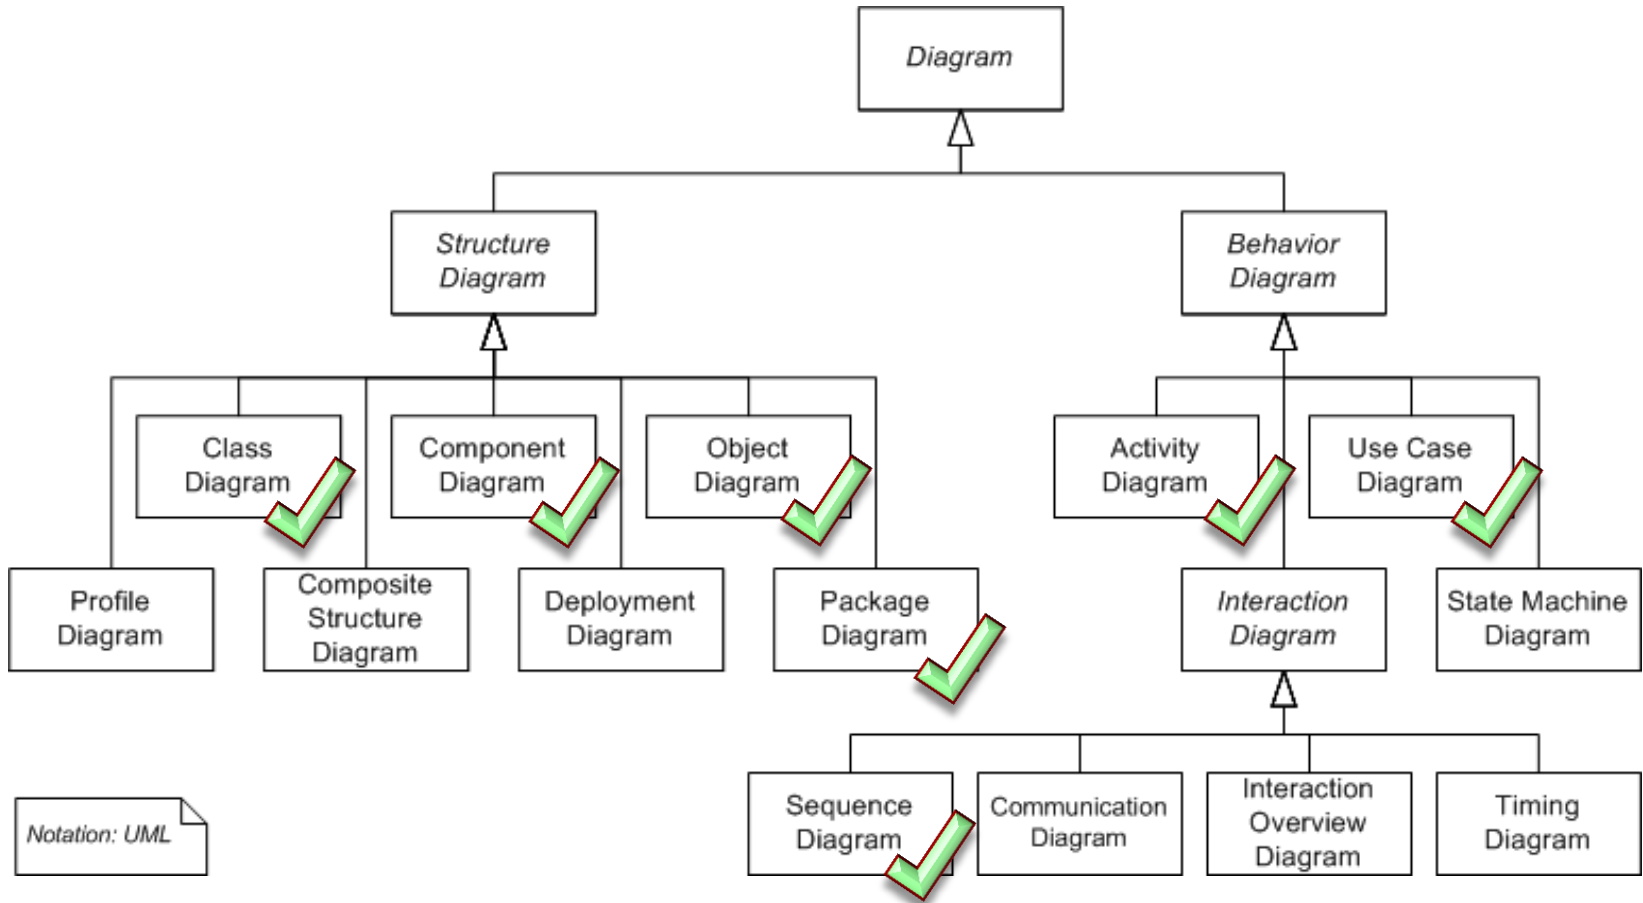 Diagram
Structure
Diagram
Behavior
Diagram
Class
Diagram
Component
Diagram
Object
Diagram
Activity
Diagram
Use Case
Diagram
Profile
Diagram
Composite
Structure
Diagram
Deployment
Diagram
Package
Diagram
Interaction
Diagram
State Machine
Diagram
Sequence
Diagram
Communication
Diagram
Interaction
Overview
Diagram
Timing
Diagram
Notation: UML